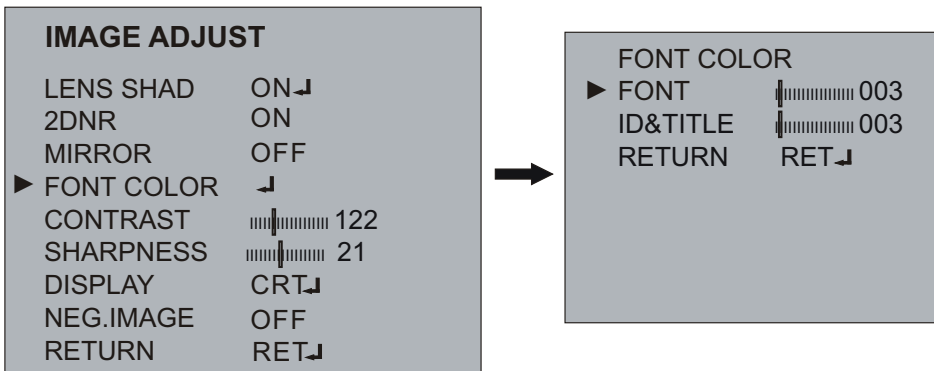 IMAGE ADJUST
LENS SHAD ON↲
2DNR ON
MIRROR OFF
► FONT COLOR ↲
CONTRAST 122
SHARPNESS 21
DISPLAY CRT↲
NEG.IMAGE OFF
RETURN RET↲
FONT COLOR
► FONT 003
ID&TITLE 003
RETURN RET↲